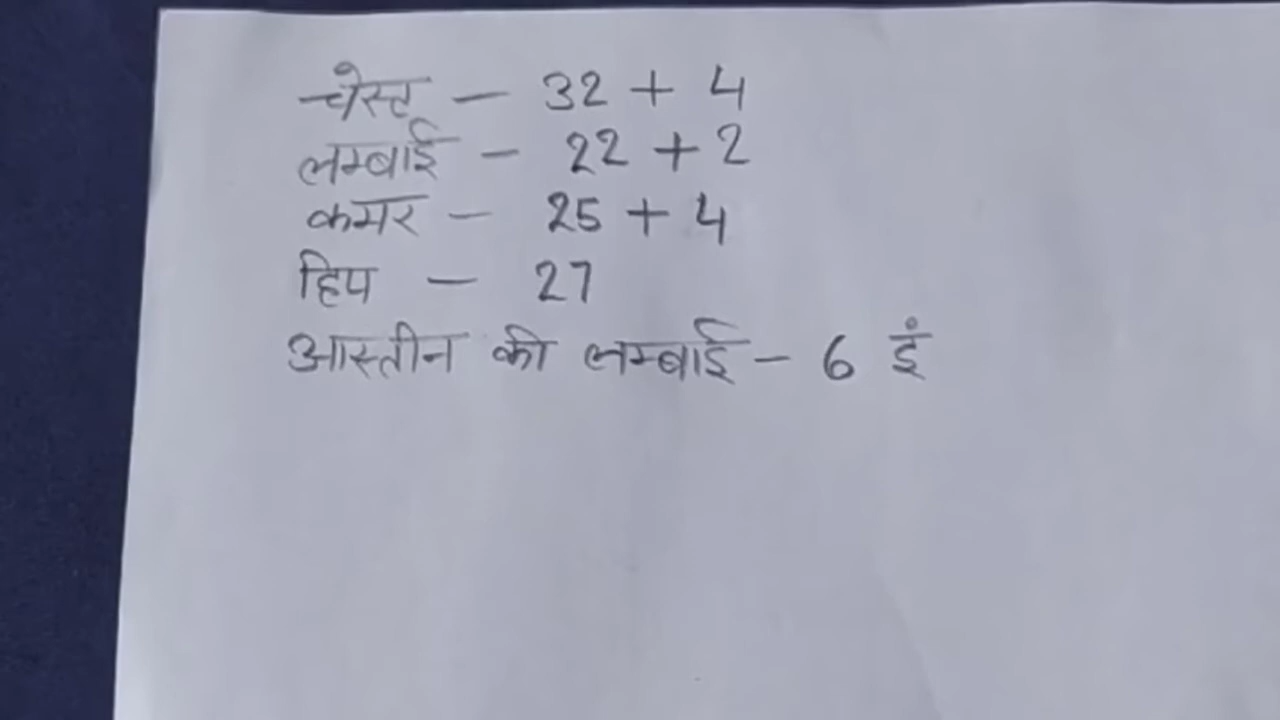 चेस्ट - 32 + 4
लम्बाई - 22 + 2
कमर - 25 + 4
हिप - 27
आस्तीन की लम्बाई - 6 इं